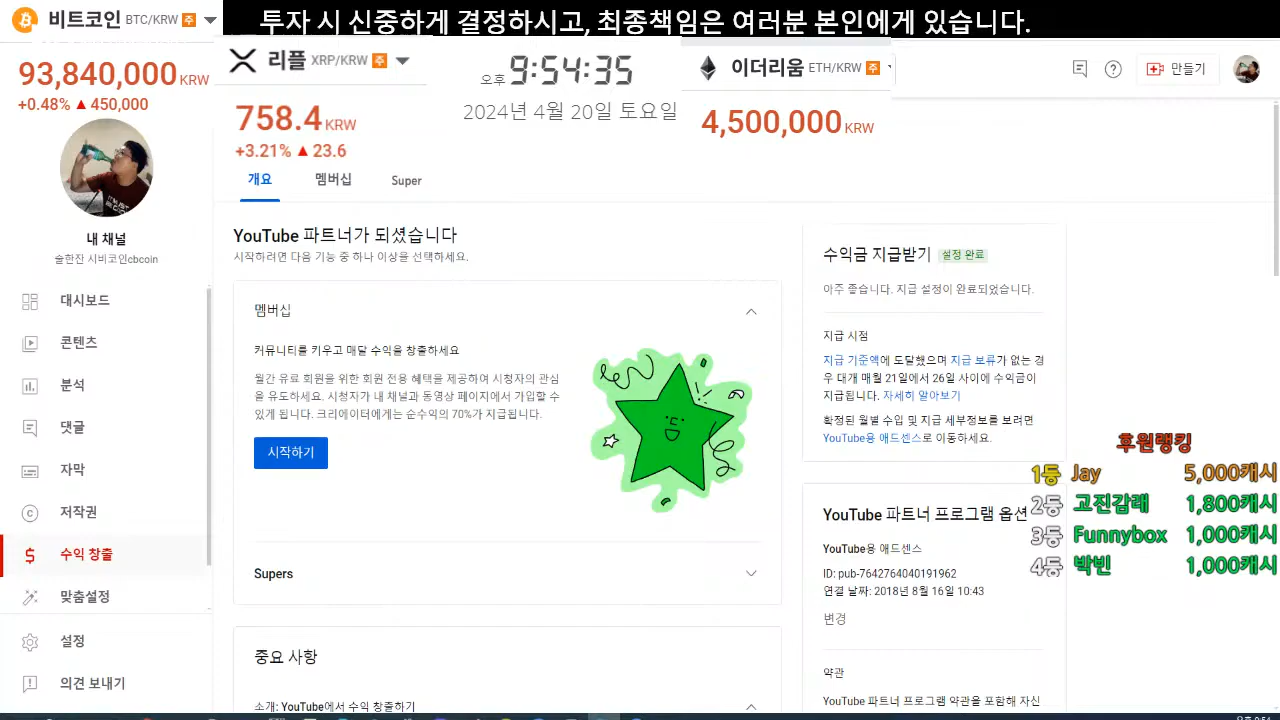 비트코인 BTC/KRW 주
투자 시 신중하게 결정하시고, 최종책임은 여러분 본인에게 있습니다.
93,840,000 KRW
+0.48% ▲ 450,000
리플 XRP/KRW 주
758.4 KRW
+3.21% ▲ 23.6
오후 9:54:35
2024년 4월 20일 토요일
이더리움 ETH/KRW 주
4,500,000 KRW
만들기
내 채널
술한잔 시비코인cbcoin
대시보드
콘텐츠
분석
댓글
자막
저작권
수익 창출
맞춤설정
설정
의견 보내기
개요 멤버십 Super
YouTube 파트너가 되셨습니다
시작하려면 다음 기능 중 하나 이상을 선택하세요.
멤버십
커뮤니티를 키우고 매달 수익을 창출하세요
월간 유료 회원을 위한 회원 전용 혜택을 제공하여 시청자의 관심
을 유도하세요. 시청자가 내 채널과 동영상 페이지에서 가입할 수
있게 됩니다. 크리에이터에게는 순수익의 70%가 지급됩니다.
시작하기
Supers
중요 사항
소개: YouTube에서 수익 창출하기
수익금 지급받기 설정 완료
아주 좋습니다. 지급 설정이 완료되었습니다.
지급 시점
지급 기준액에 도달했으며 지급 보류가 없는 경
우 대개 매월 21일에서 26일 사이에 수익금이
지급됩니다. 자세히 알아보기
확정된 월별 수입 및 지급 세부정보를 보려면
YouTube용 애드센스로 이동하세요.
YouTube 파트너 프로그램 옵션
YouTube용 애드센스
ID: pub-7642764040191962
연결 날짜: 2018년 8월 16일 10:43
변경
약관
YouTube 파트너 프로그램 약관을 포함해 자신
후원랭킹
1등 Jay 5,000캐시
2등 고진감래 1,800캐시
3등 Funnybox 1,000캐시
4등 박빈 1,000캐시